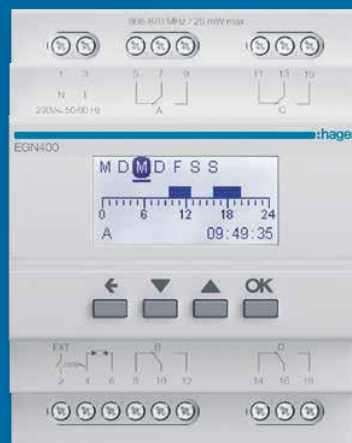 868-870 MHz / 25 mW max
1 3 5 7 9 11 13 15
N L A C
230V~ 50/60 Hz
:hager
EGN400
M D M D F S S
0 6 12 18 24
A 09:49:35
OK
EXT B D
230V~
2 4 6 8 10 12 14 16 18